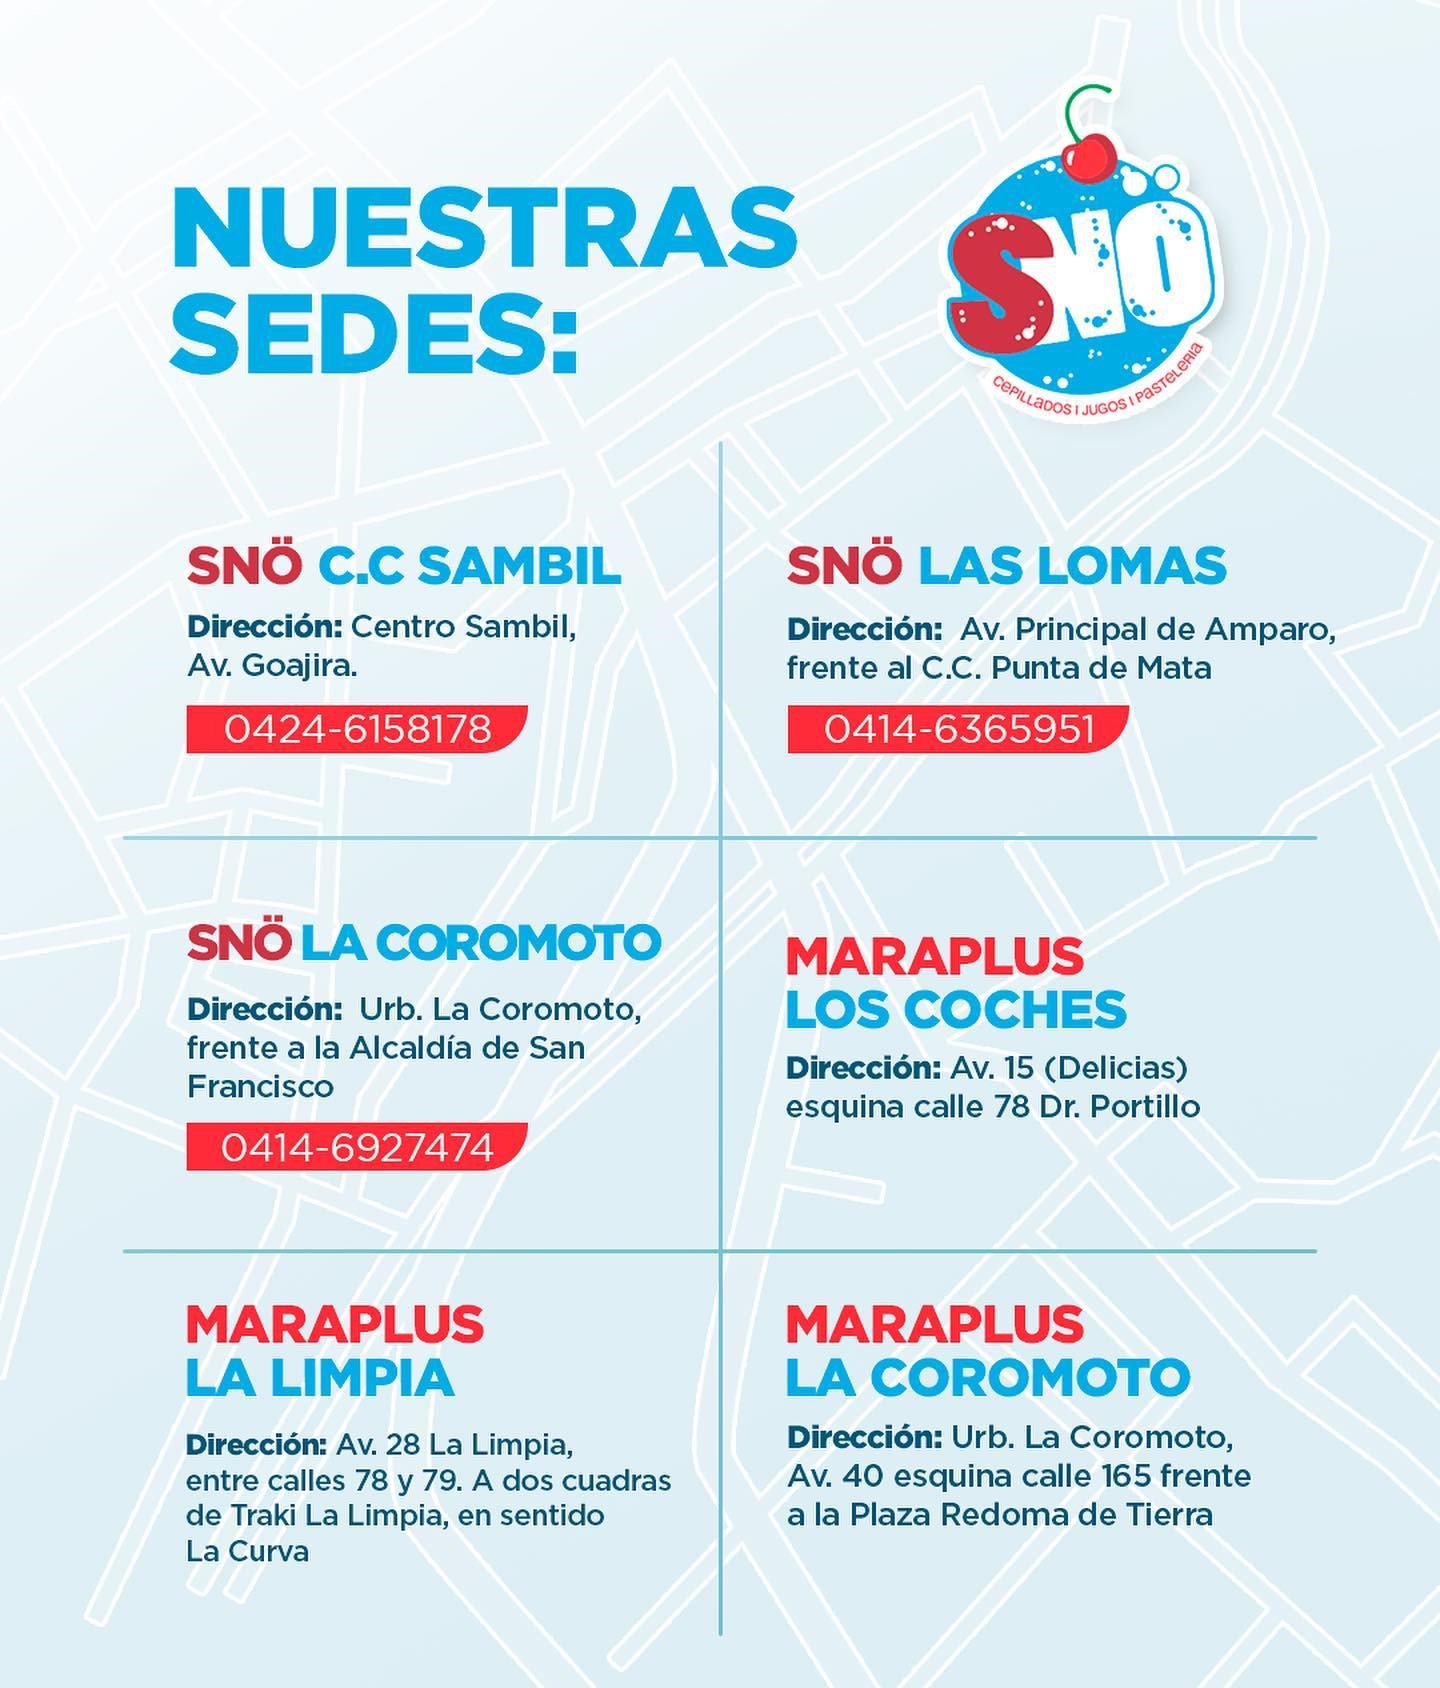 NUESTRAS
SEDES:
SNO
CEPILLADOS | JUGOS | PASTELERIA
SNÖ C.C SAMBIL
Dirección: Centro Sambil,
Av. Goajira.
0424-6158178
SNÖ LAS LOMAS
Dirección: Av. Principal de Amparo,
frente al C.C. Punta de Mata
0414-6365951
SNÖ LA COROMOTO
Dirección: Urb. La Coromoto,
frente a la Alcaldía de San
Francisco
0414-6927474
MARAPLUS
LOS COCHES
Dirección: Av. 15 (Delicias)
esquina calle 78 Dr. Portillo
MARAPLUS
LA LIMPIA
Dirección: Av. 28 La Limpia,
entre calles 78 y 79. A dos cuadras
de Traki La Limpia, en sentido
La Curva
MARAPLUS
LA COROMOTO
Dirección: Urb. La Coromoto,
Av. 40 esquina calle 165 frente
a la Plaza Redoma de Tierra